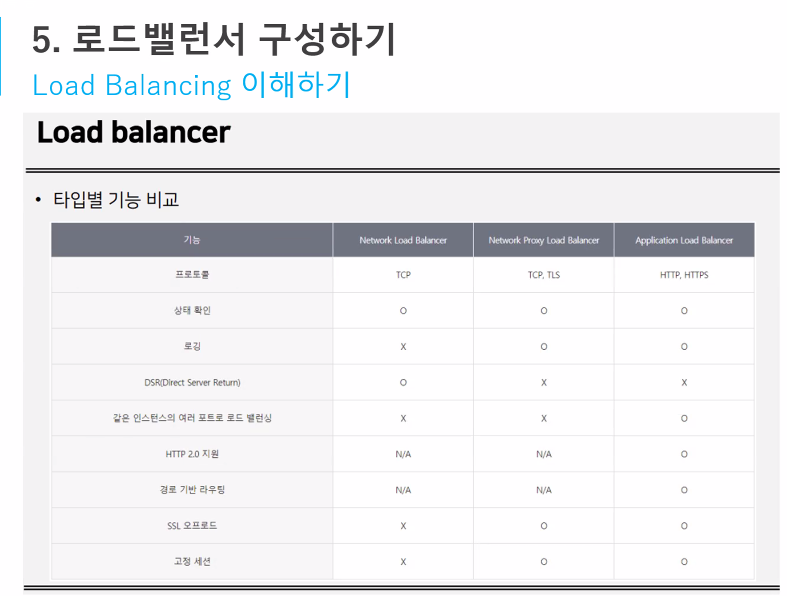 5. 로드밸런서 구성하기
Load Balancing 이해하기
Load balancer
• 타입별 기능 비교
기능 Network Load Balancer Network Proxy Load Balancer Application Load Balancer
프로토콜 TCP TCP, TLS HTTP, HTTPS
상태 확인 O O O
로깅 X O O
DSR(Direct Server Return) O X X
같은 인스턴스의 여러 포트로 로드 밸런싱 X X O
HTTP 2.0 지원 N/A N/A O
경로 기반 라우팅 N/A N/A O
SSL 오프로드 X O O
고정 세션 X O O